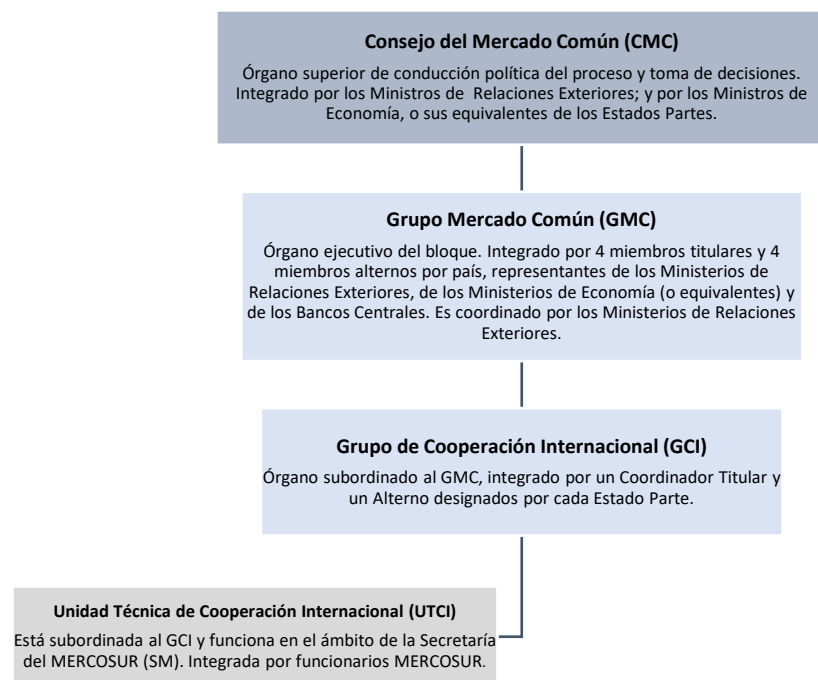 Consejo del Mercado Común (CMC)
Órgano superior de conducción política del proceso y toma de decisiones.
Integrado por los Ministros de Relaciones Exteriores; y por los Ministros de
Economía, o sus equivalentes de los Estados Partes.
Grupo Mercado Común (GMC)
Órgano ejecutivo del bloque. Integrado por 4 miembros titulares y 4
miembros alternos por país, representantes de los Ministerios de
Relaciones Exteriores, de los Ministerios de Economía (o equivalentes) y
de los Bancos Centrales. Es coordinado por los Ministerios de Relaciones
Exteriores.
Grupo de Cooperación Internacional (GCI)
Órgano subordinado al GMC, integrado por un Coordinador Titular y
un Alterno designados por cada Estado Parte.
Unidad Técnica de Cooperación Internacional (UTCI)
Está subordinada al GCI y funciona en el ámbito de la Secretaría
del MERCOSUR (SM). Integrada por funcionarios MERCOSUR.